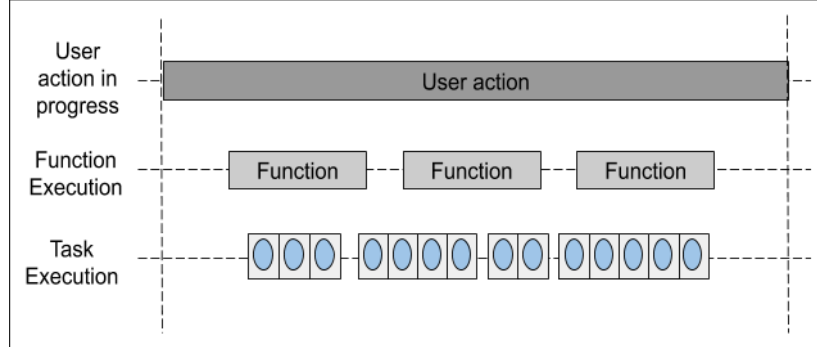 User
action in
progress
User action
Function
Execution
Function
Function
Function
Task
Execution